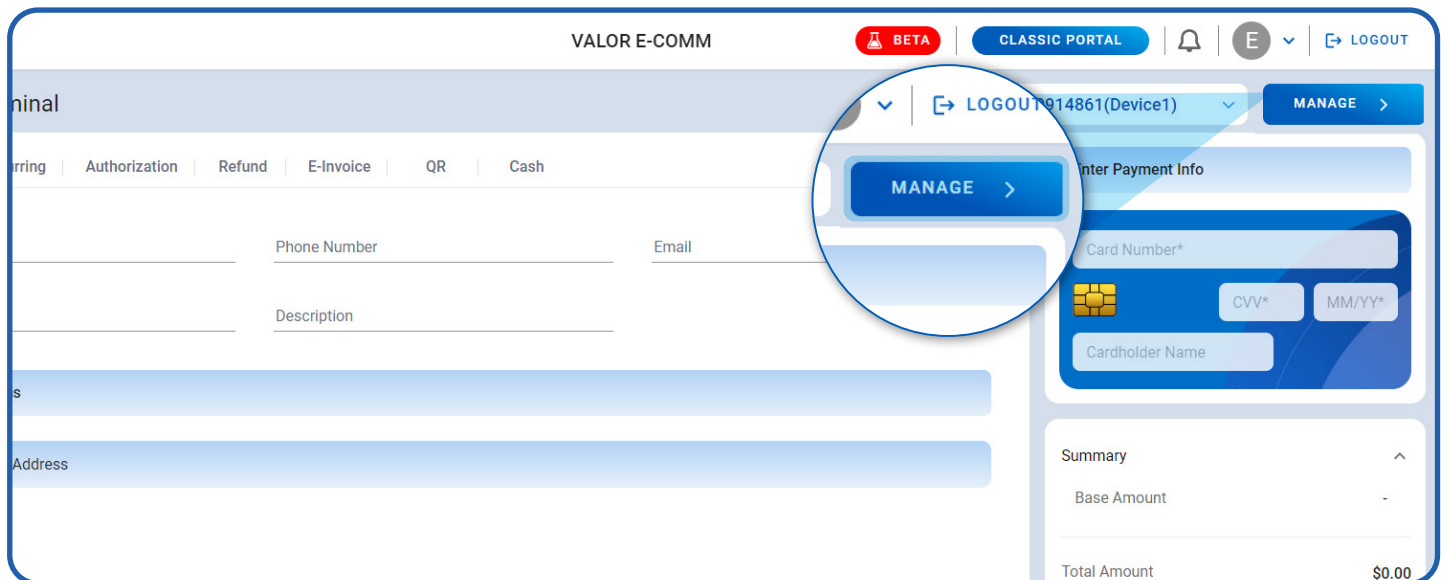 VALOR E-COMM
BETA
CLASSIC PORTAL
E
LOGOUT
minal
914861(Device1)
MANAGE
LOGOUT
MANAGE
rring
Authorization
Refund
E-Invoice
QR
Cash
Enter Payment Info
Phone Number
Email
Description
Card Number*
CVV*
MM/YY*
Cardholder Name
s
Address
Summary
Base Amount
-
Total Amount
$0.00